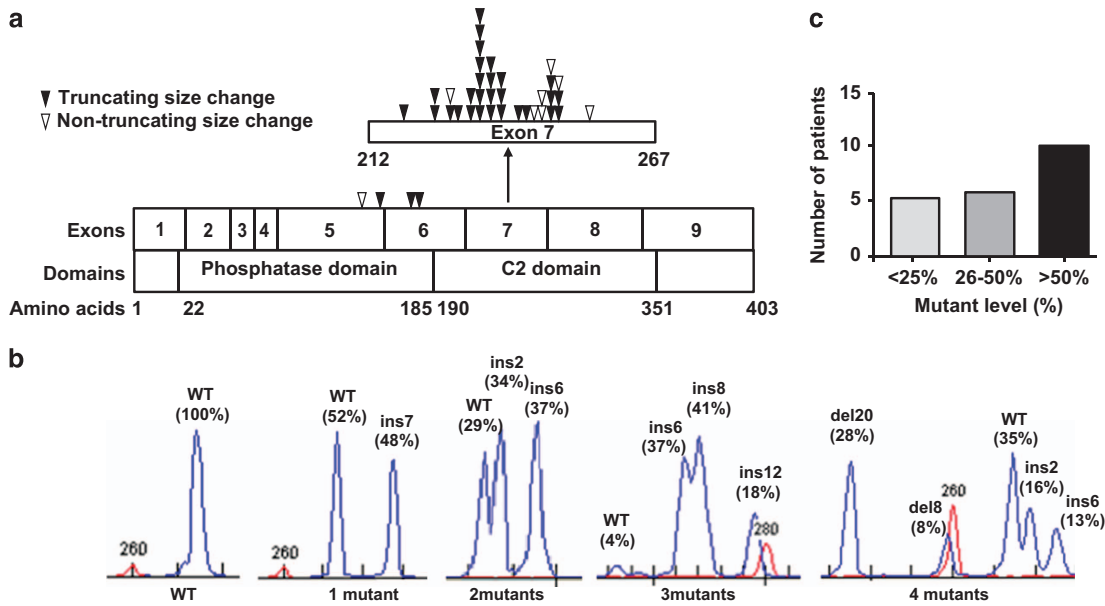 a
Truncating size change
Non-truncating size change
Exon 7
212 267
Exons 1 2 3 4 5 6 7 8 9
Domains Phosphatase domain C2 domain
Amino acids 1 22 185 190 351 403
c
Number of patients
15
10
5
0
<25% 26-50% >50%
Mutant level (%)
b
WT
(100%)
260
WT
WT
(52%)
ins7
(48%)
260
1 mutant
WT
(29%)
ins2
(34%)
ins6
(37%)
2mutants
WT
(4%)
ins6
(37%)
ins8
(41%)
ins12
(18%)
280
3mutants
del20
(28%)
del8
(8%)
260
WT
(35%)
ins2
(16%)
ins6
(13%)
4 mutants